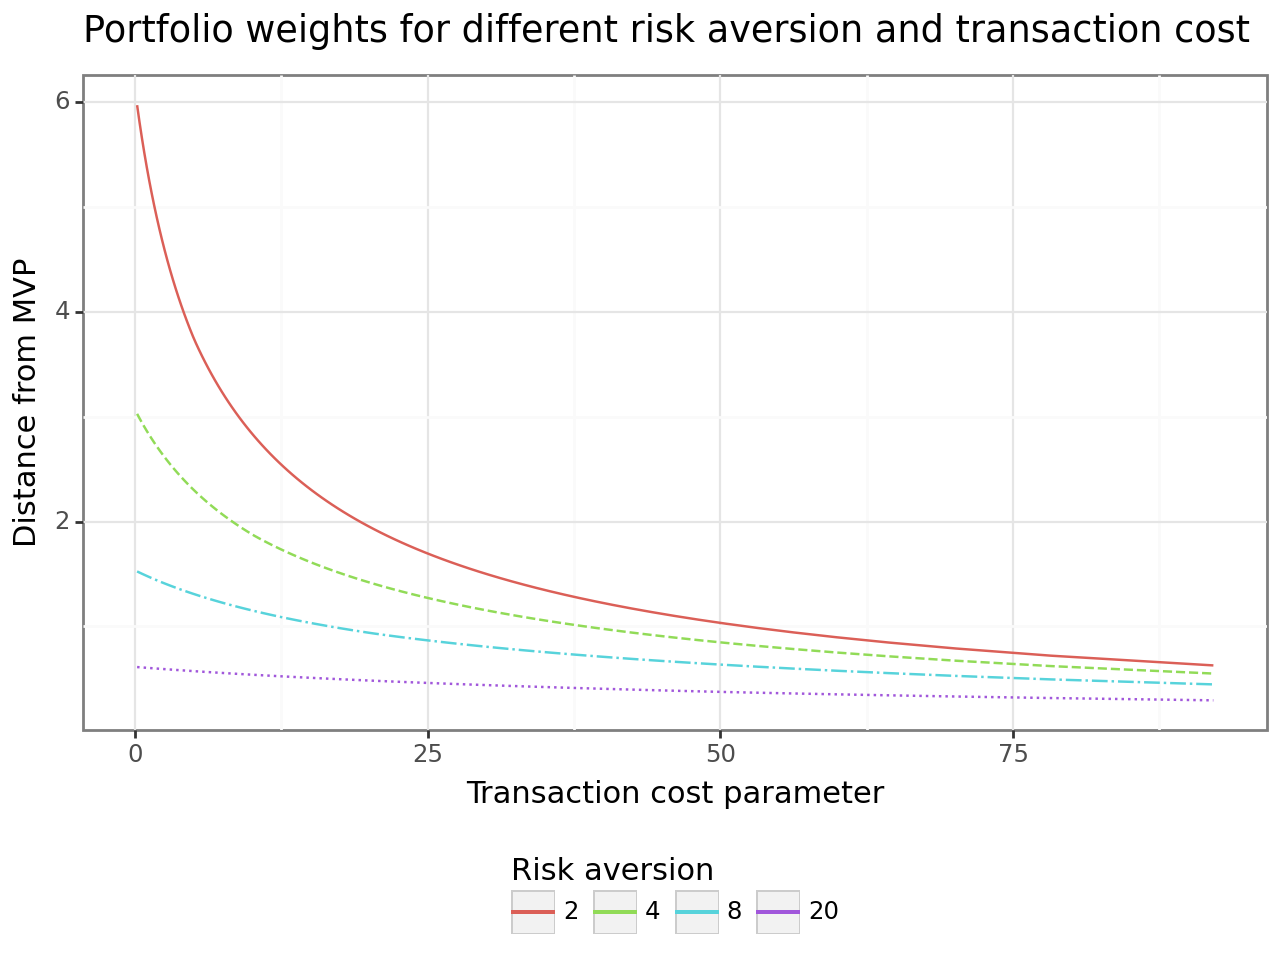 Portfolio weights for different risk aversion and transaction cost
Distance from MVP
6
4
2
0 25 50 75
Transaction cost parameter
Risk aversion
2 4 8 20